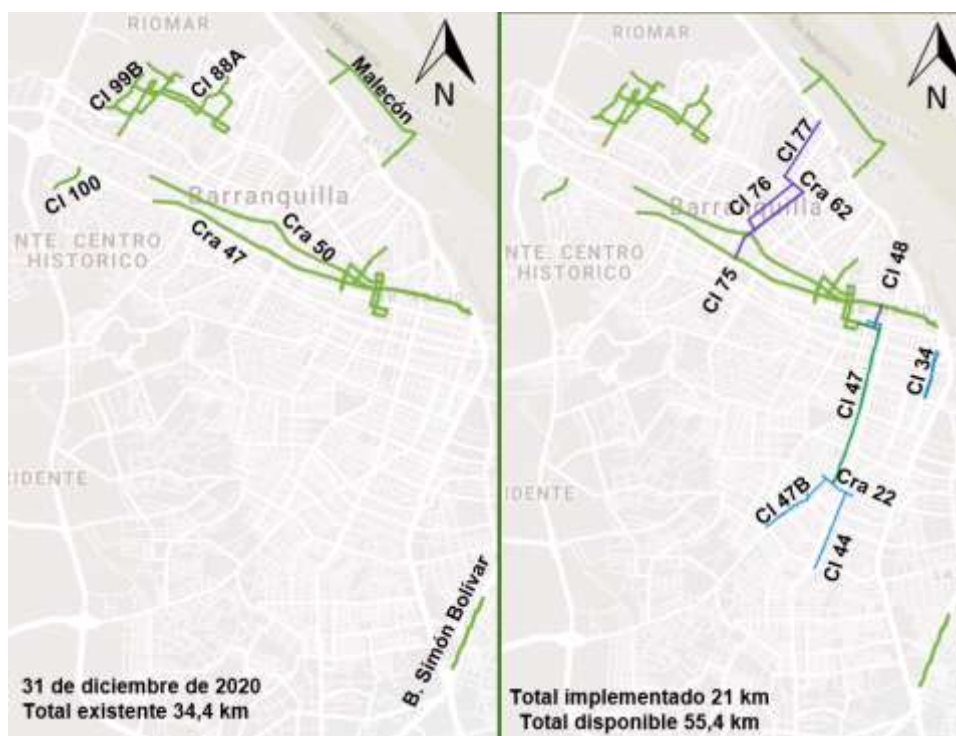 RIOMAR
Cl 99B
Cl 88A
Malecón
N
Cl 100
Barranquilla
NTE. CENTRO
HISTORICO
Cra 47
Cra 50
CIDENTE
B. Simón Bolívar
31 de diciembre de 2020
Total existente 34,4 km
RIOMAR
N
Cl 77
Cl 76
Cra 62
Barranquilla
NTE. CENTRO
HISTORICO
Cl 75
Cl 48
Cl 34
Cl 47
IDENTE
Cl 47B
Cra 22
Cl 44
Total implementado 21 km
Total disponible 55,4 km